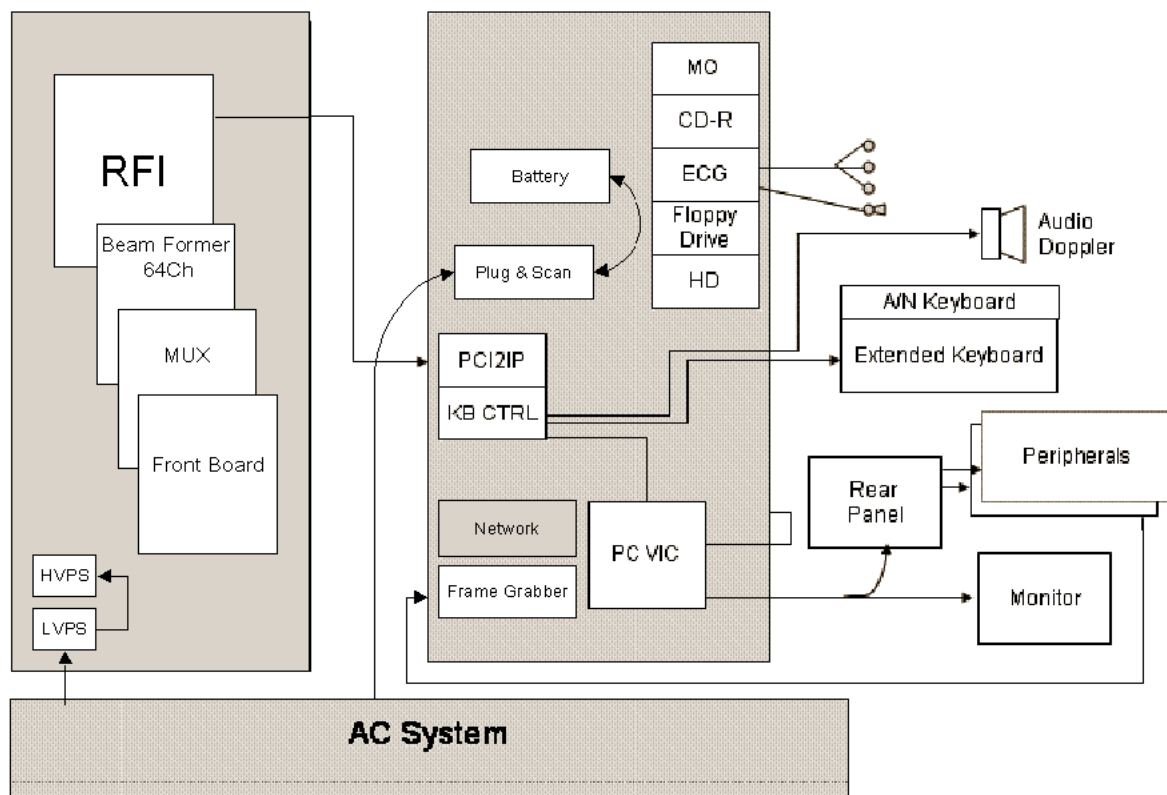 RFI
Beam Former
64Ch
MUX
Front Board
HVPS
LVPS
MO
CD-R
ECG
Floppy
Drive
HD
Battery
Plug & Scan
PCI2IP
KB CTRL
Network
Frame Grabber
PC VIC
Audio
Doppler
A/N Keyboard
Extended Keyboard
Peripherals
Rear
Panel
Monitor
AC System